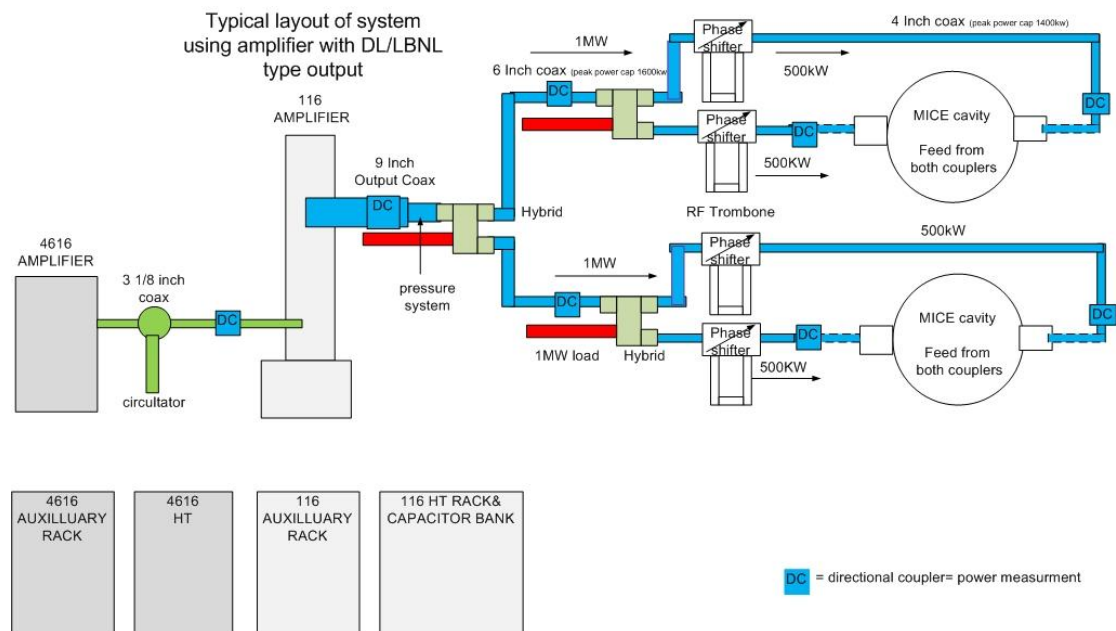 Typical layout of system
using amplifier with DL/LBNL
type output
116
AMPLIFIER
9 Inch
Output Coax
DC
Hybrid
pressure
system
4616
AMPLIFIER
3 1/8 inch
coax
DC
circultator
1MW
6 Inch coax (peak power cap 1600kw)
DC
Phase
shifter
4 Inch coax (peak power cap 1400kw)
500kW
DC
Phase
shifter
DC
500KW
MICE cavity
Feed from
both couplers
RF Trombone
1MW
DC
1MW load
Hybrid
Phase
shifter
500kW
DC
Phase
shifter
DC
500KW
MICE cavity
Feed from
both couplers
4616
AUXILLUARY
RACK
4616
HT
116
AUXILLUARY
RACK
116 HT RACK&
CAPACITOR BANK
DC = directional coupler= power measurment